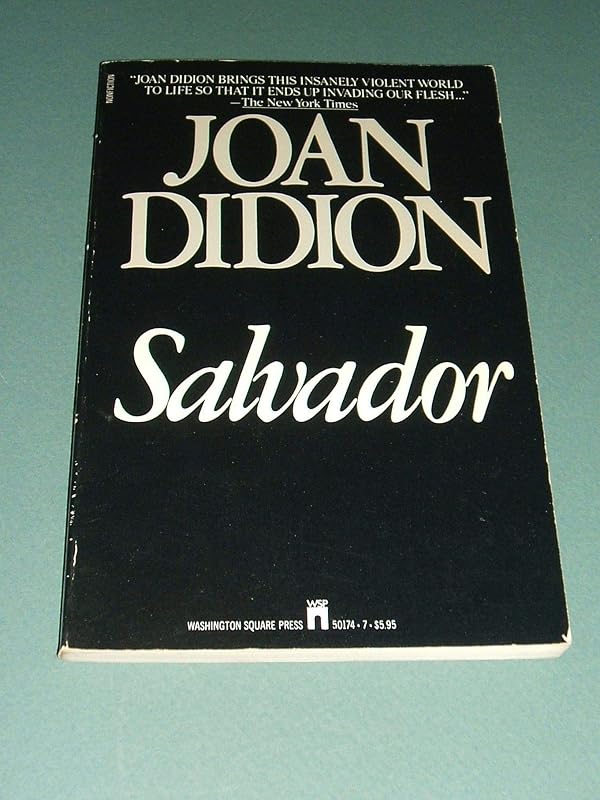 NONFICTION
"JOAN DIDION BRINGS THIS INSANELY VIOLENT WORLD
TO LIFE SO THAT IT ENDS UP INVADING OUR FLESH..."
—The New York Times
JOAN
DIDION
Salvador
WSP
WASHINGTON SQUARE PRESS 50174·7·$5.95